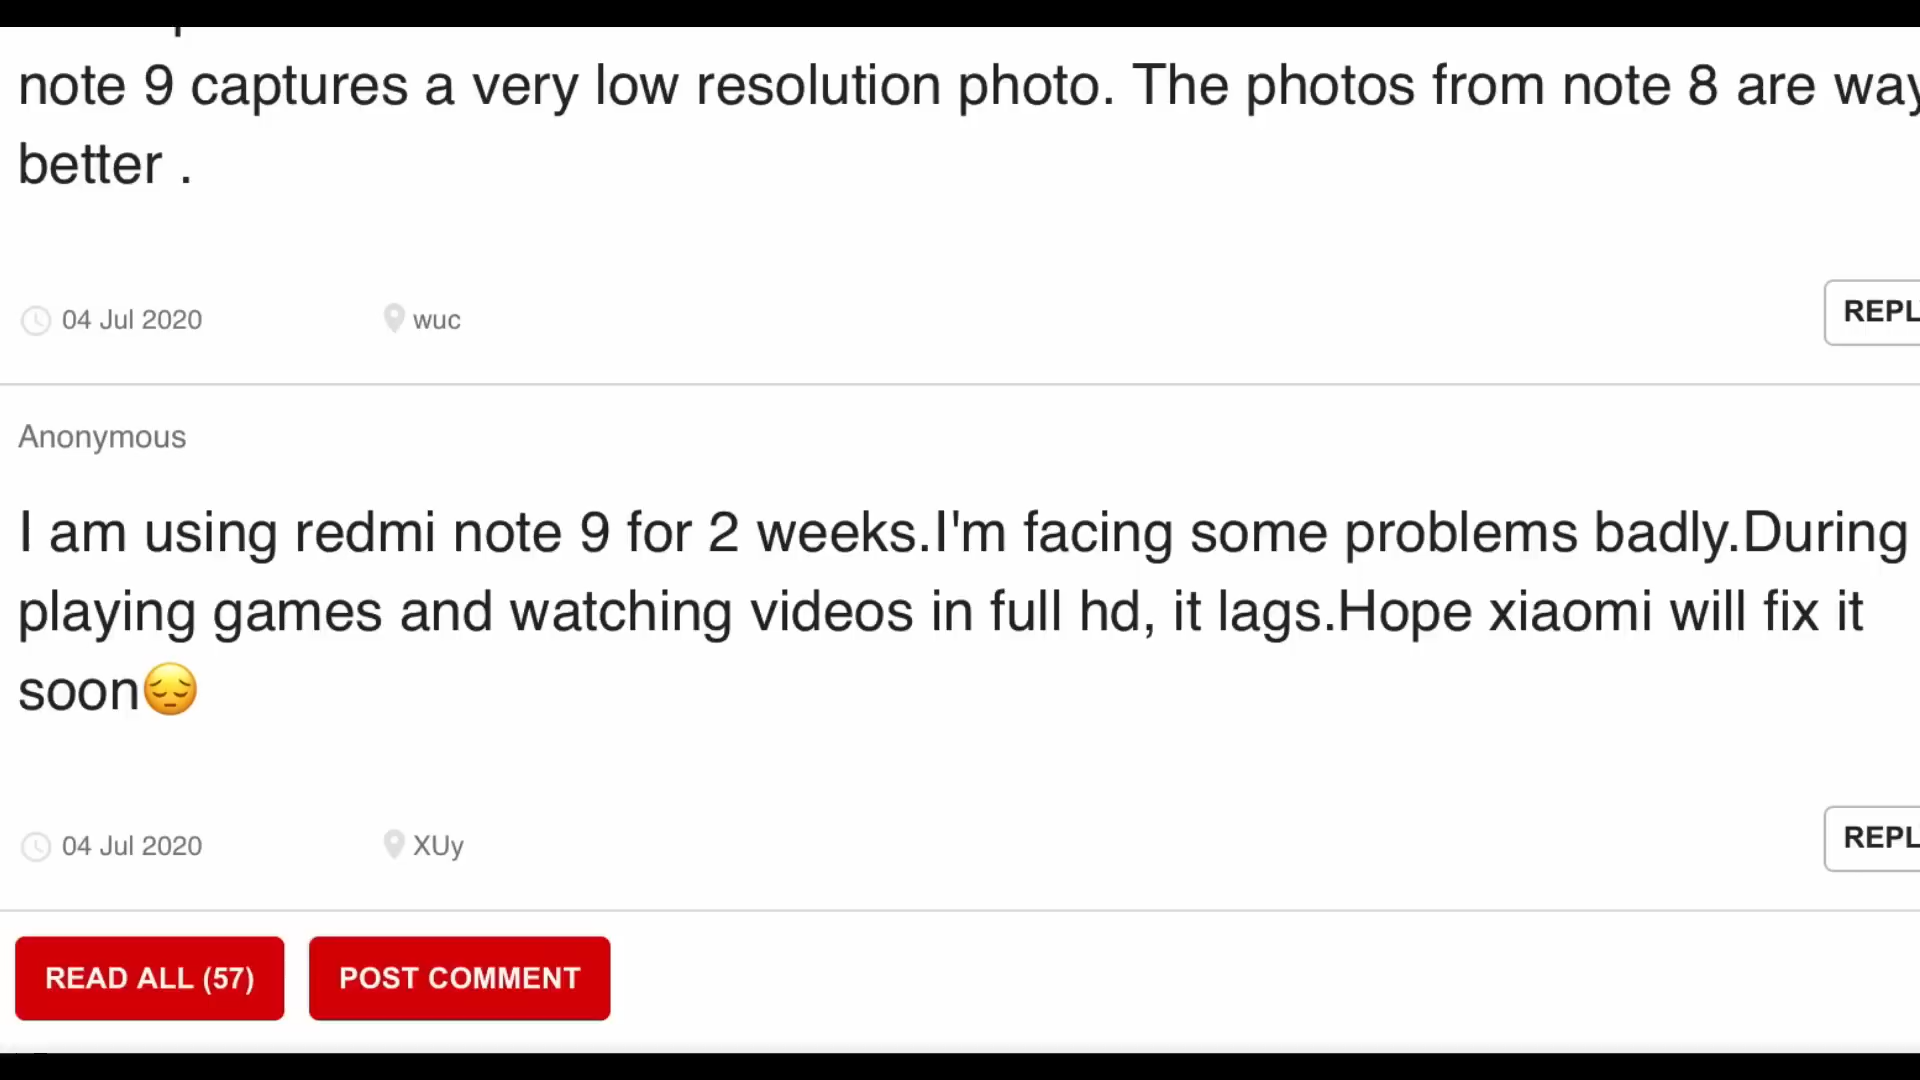 note 9 captures a very low resolution photo. The photos from note 8 are way
better .
04 Jul 2020 wuc REPL
Anonymous
I am using redmi note 9 for 2 weeks.I'm facing some problems badly.During
playing games and watching videos in full hd, it lags.Hope xiaomi will fix it
soon😔
04 Jul 2020 XUy REPL
READ ALL (57) POST COMMENT